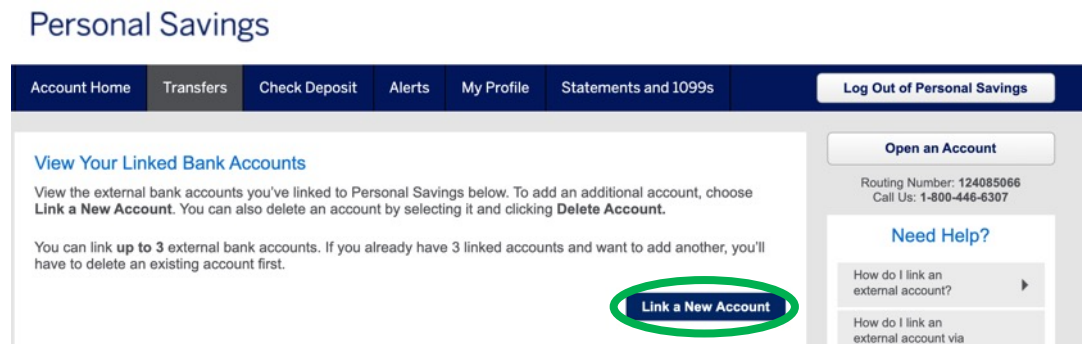 Personal Savings
Account Home Transfers Check Deposit Alerts My Profile Statements and 1099s Log Out of Personal Savings
View Your Linked Bank Accounts
View the external bank accounts you've linked to Personal Savings below. To add an additional account, choose
Link a New Account. You can also delete an account by selecting it and clicking Delete Account.
You can link up to 3 external bank accounts. If you already have 3 linked accounts and want to add another, you'll
have to delete an existing account first.
Link a New Account
Open an Account
Routing Number: 124085066
Call Us: 1-800-446-6307
Need Help?
How do I link an
external account?
How do I link an
external account via